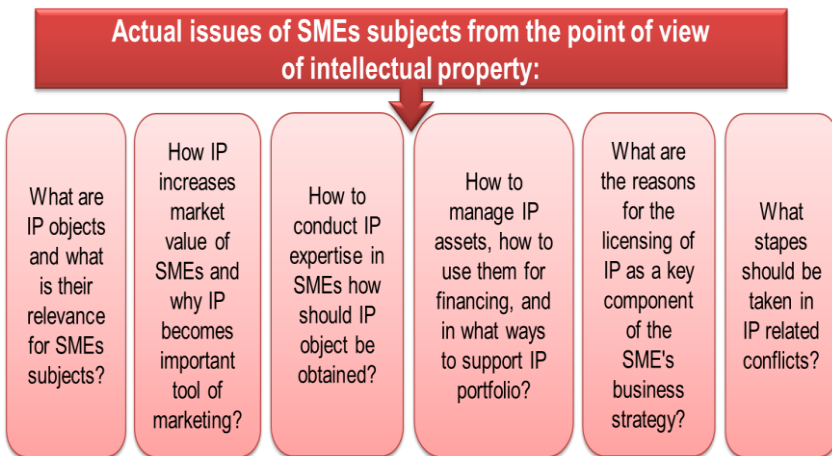 Actual issues of SMEs subjects from the point of view
of intellectual property:
What are
IP objects
and what
is their
relevance
for SMEs
subjects?
How IP
increases
market
value of
SMEs and
why IP
becomes
important
tool of
marketing?
How to
conduct IP
expertise in
SMEs how
should IP
object be
obtained?
How to
manage IP
assets, how to
use them for
financing, and
in what ways
to support IP
portfolio?
What are
the reasons
for the
licensing of
IP as a key
component
of the
SME's
business
strategy?
What
stapes
should be
taken in
IP related
conflicts?